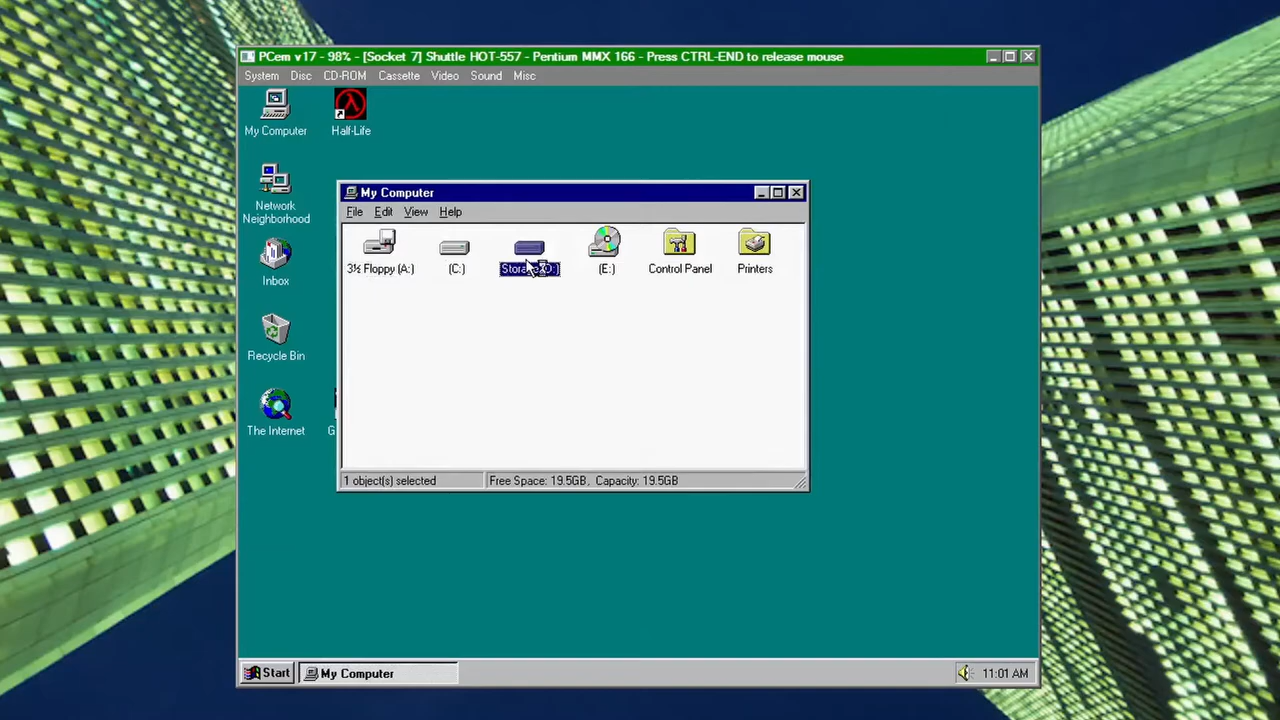 PCem v17 - 98% - [Socket 7] Shuttle HOT-557 - Pentium MMX 166 - Press CTRL-END to release mouse
System Disc CD-ROM Cassette Video Sound Misc
My Computer
Half-Life
Network
Neighborhood
Inbox
Recycle Bin
The Internet
G
My Computer
File Edit View Help
3½ Floppy (A:)
(C:)
Storage (D:)
(E:)
Control Panel
Printers
1 object(s) selected
Free Space: 19.5GB, Capacity: 19.5GB
Start
My Computer
11:01 AM